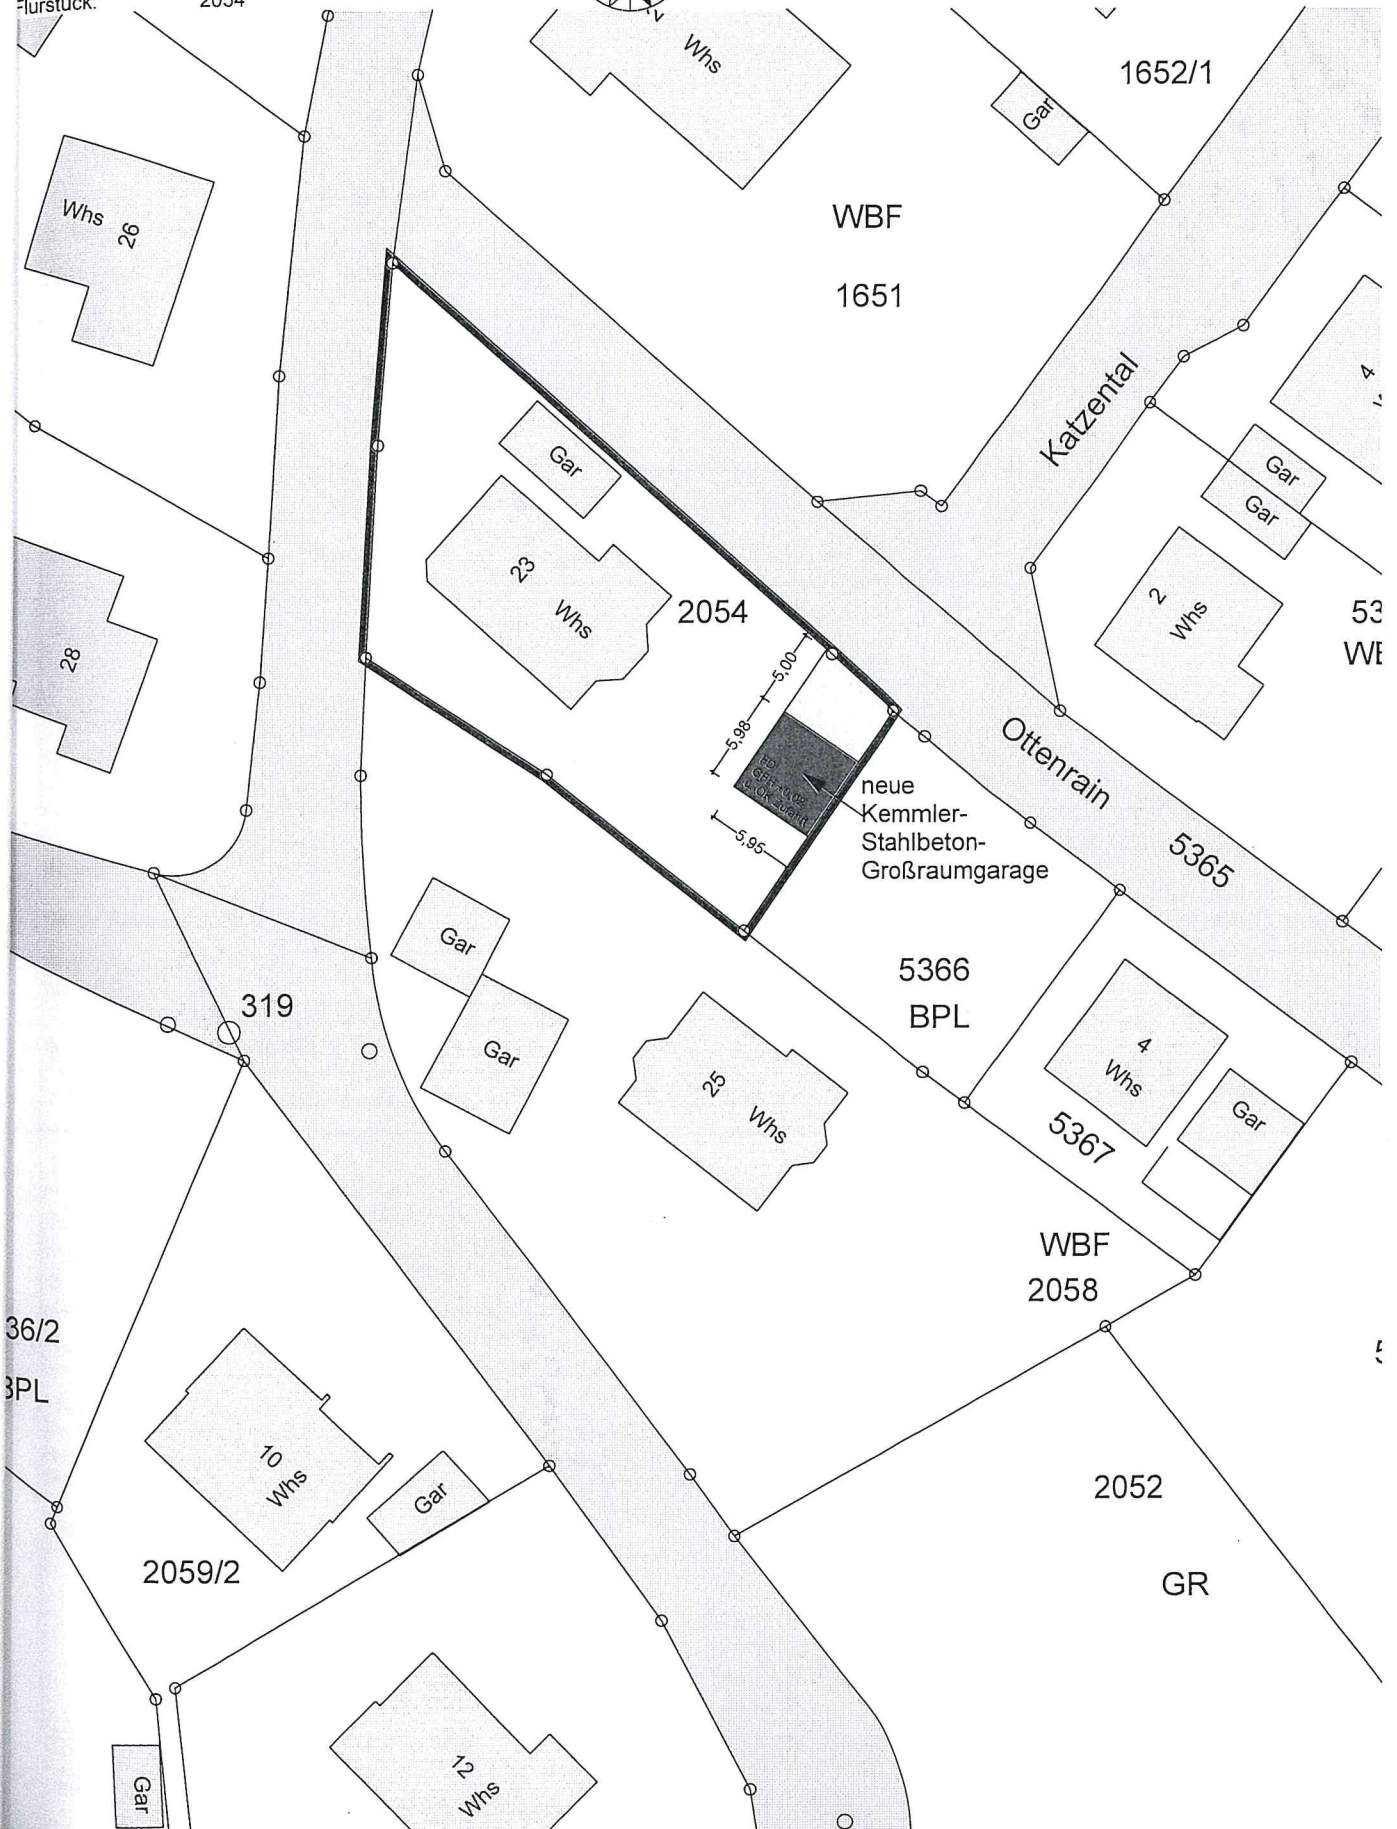 Flurstück:
2054
Whs
1652/1
Gar
Whs
26
WBF
1651
Katzental
4
Gar
Gar
Gar
23
Whs
2054
2
Whs
28
5,00
5,98
5,95
neue
Kemmler-
Stahlbeton-
Großraumgarage
Ottenrain
5365
Gar
319
Gar
5366
BPL
25
Whs
4
Whs
Gar
5367
WBF
2058
36/2
BPL
10
Whs
Gar
2059/2
2052
GR
12
Whs
Gar